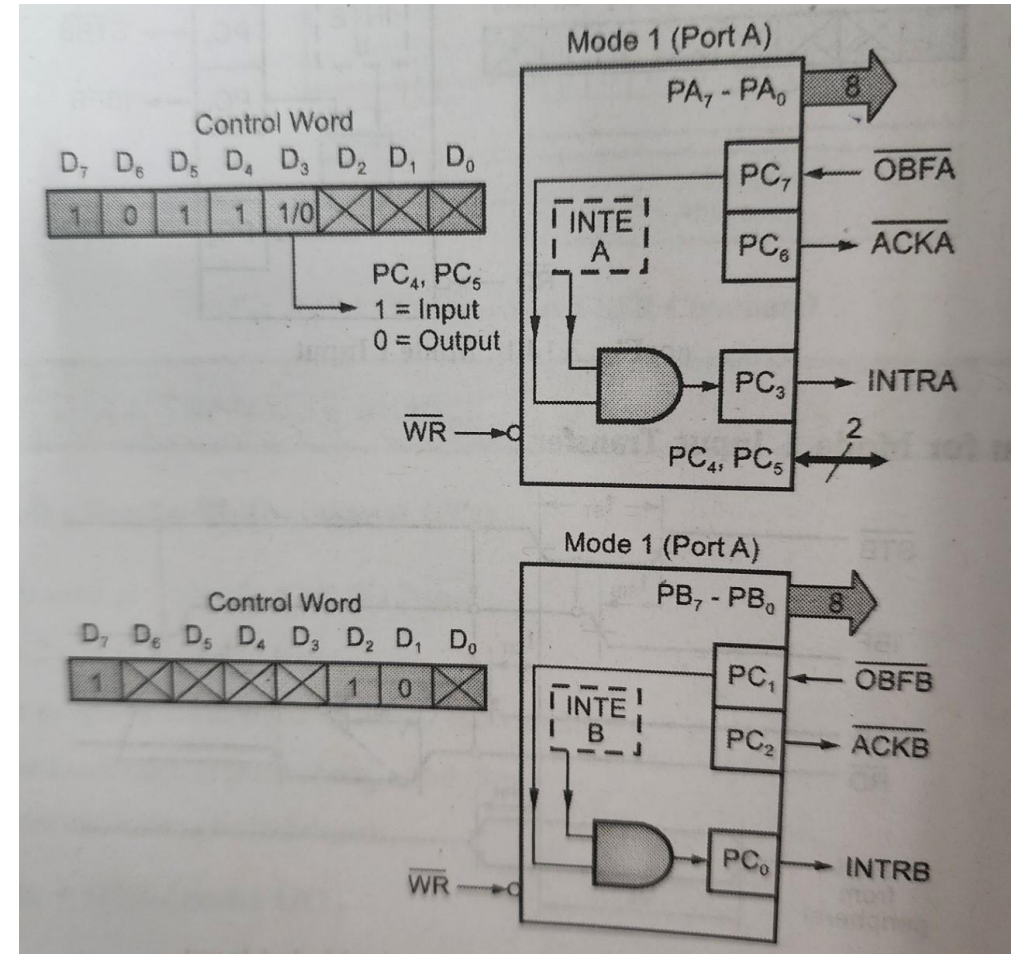 Mode 1 (Port A)
PA₇ - PA₀
8
Control Word
D₇ D₆ D₅ D₄ D₃ D₂ D₁ D₀
1 0 1 1 1/0
PC₄, PC₅
1 = Input
0 = Output
PC₇
OBFA
INTE
A
PC₆
ACKA
PC₃
INTRA
WR
PC₄, PC₅
2
Mode 1 (Port A)
PB₇ - PB₀
8
Control Word
D₇ D₆ D₅ D₄ D₃ D₂ D₁ D₀
1 1 0
PC₁
OBFB
INTE
B
PC₂
ACKB
PC₀
INTRB
WR